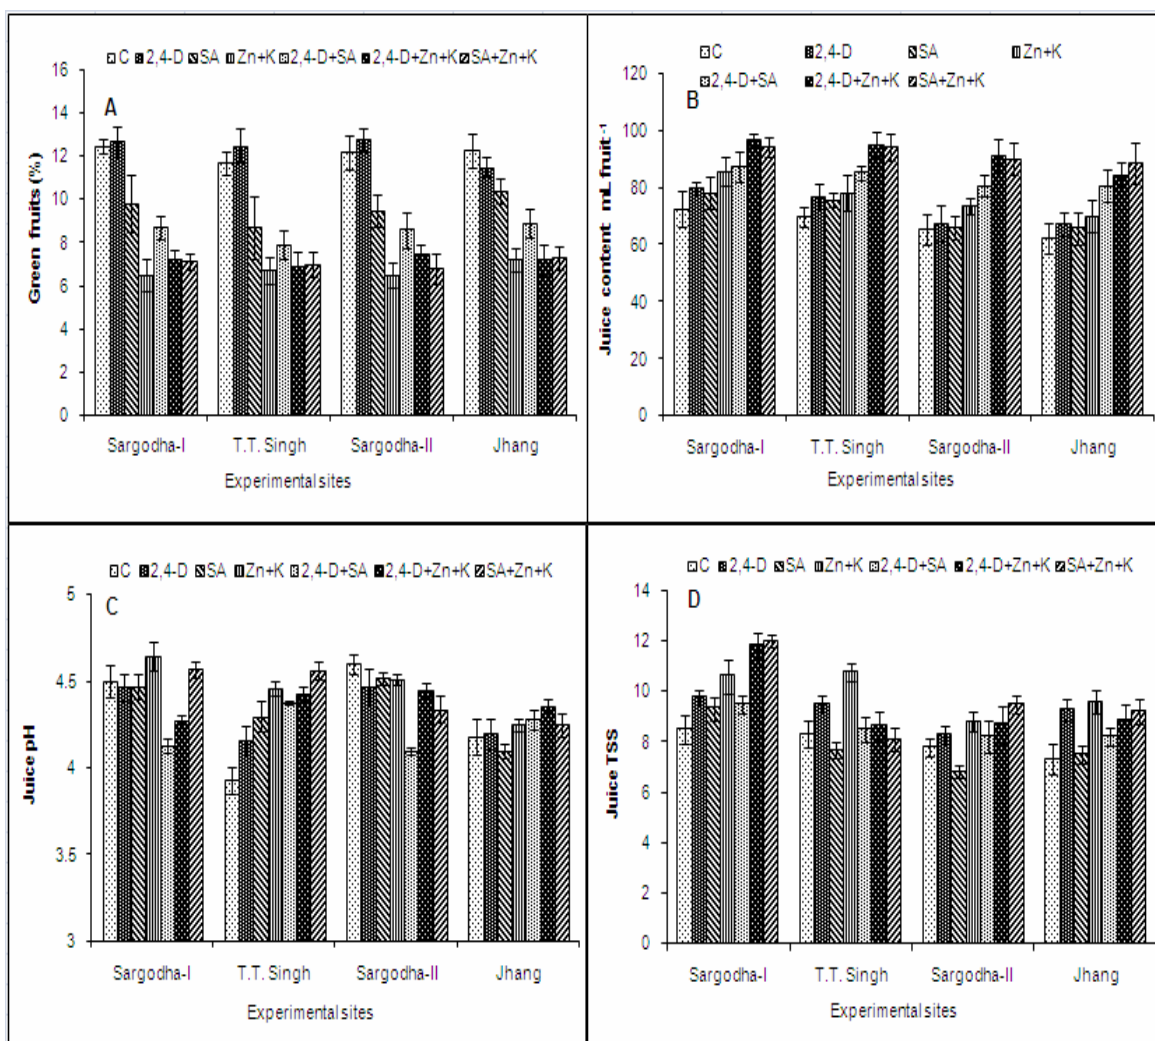 C 2,4-D SA Zn+K 2,4-D+SA 2,4-D+Zn+K SA+Zn+K
A
Green fruits (%)
16
14
12
10
8
6
4
2
0
Sargodha-I T.T. Singh Sargodha-II Jhang
Experimental sites
C 2,4-D SA Zn+K
2,4-D+SA 2,4-D+Zn+K SA+Zn+K
B
Juice content mL fruit⁻¹
120
100
80
60
40
20
0
Sargodha-I T.T. Singh Sargodha-II Jhang
Experimental sites
C 2,4-D SA Zn+K 2,4-D+SA 2,4-D+Zn+K SA+Zn+K
C
Juice pH
5
4.5
4
3.5
3
Sargodha-I T.T. Singh Sargodha-II Jhang
Experimental sites
C 2,4-D SA Zn+K 2,4-D+SA 2,4-D+Zn+K SA+Zn+K
D
Juice TSS
14
12
10
8
6
4
2
0
Sargodha-I T.T. Singh Sargodha-II Jhang
Experimental sites